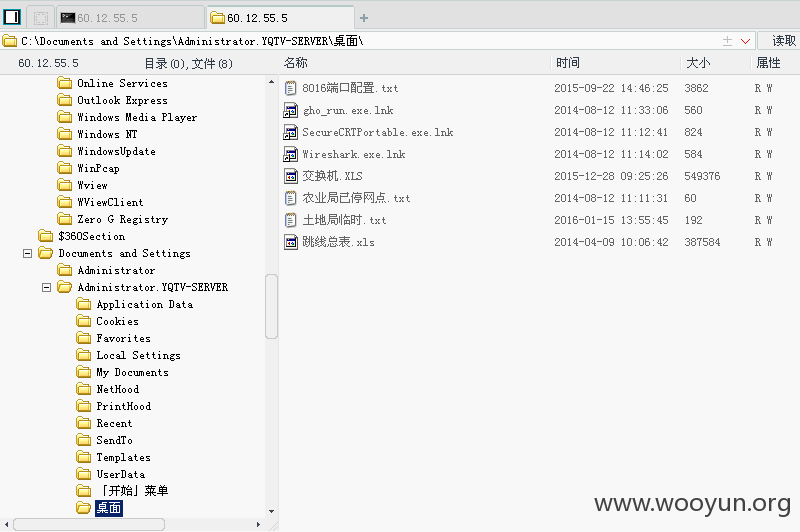 60.12.55.5
60.12.55.5
C:\Documents and Settings\Administrator.YQTV-SERVER\桌面\
读取
60.12.55.5 目录(0),文件(8)
名称 时间 大小 属性
Online Services
Outlook Express
Windows Media Player
Windows NT
WindowsUpdate
WinPcap
Wview
WViewClient
Zero G Registry
$360Section
Documents and Settings
Administrator
Administrator.YQTV-SERVER
Application Data
Cookies
Favorites
Local Settings
My Documents
NetHood
PrintHood
Recent
SendTo
Templates
UserData
「开始」菜单
桌面
8016端口配置.txt 2015-09-22 14:46:25 3862 R W
gho_run.exe.lnk 2014-08-12 11:33:06 560 R W
SecureCRTPortable.exe.lnk 2014-08-12 11:12:41 824 R W
Wireshark.exe.lnk 2014-08-12 11:14:02 584 R W
交换机.XLS 2015-12-28 09:25:26 549376 R W
农业局已停网点.txt 2014-08-12 11:11:31 60 R W
土地局临时.txt 2016-01-15 13:55:45 192 R W
跳线总表.xls 2014-04-09 10:06:42 387584 R W
www.wooyun.org